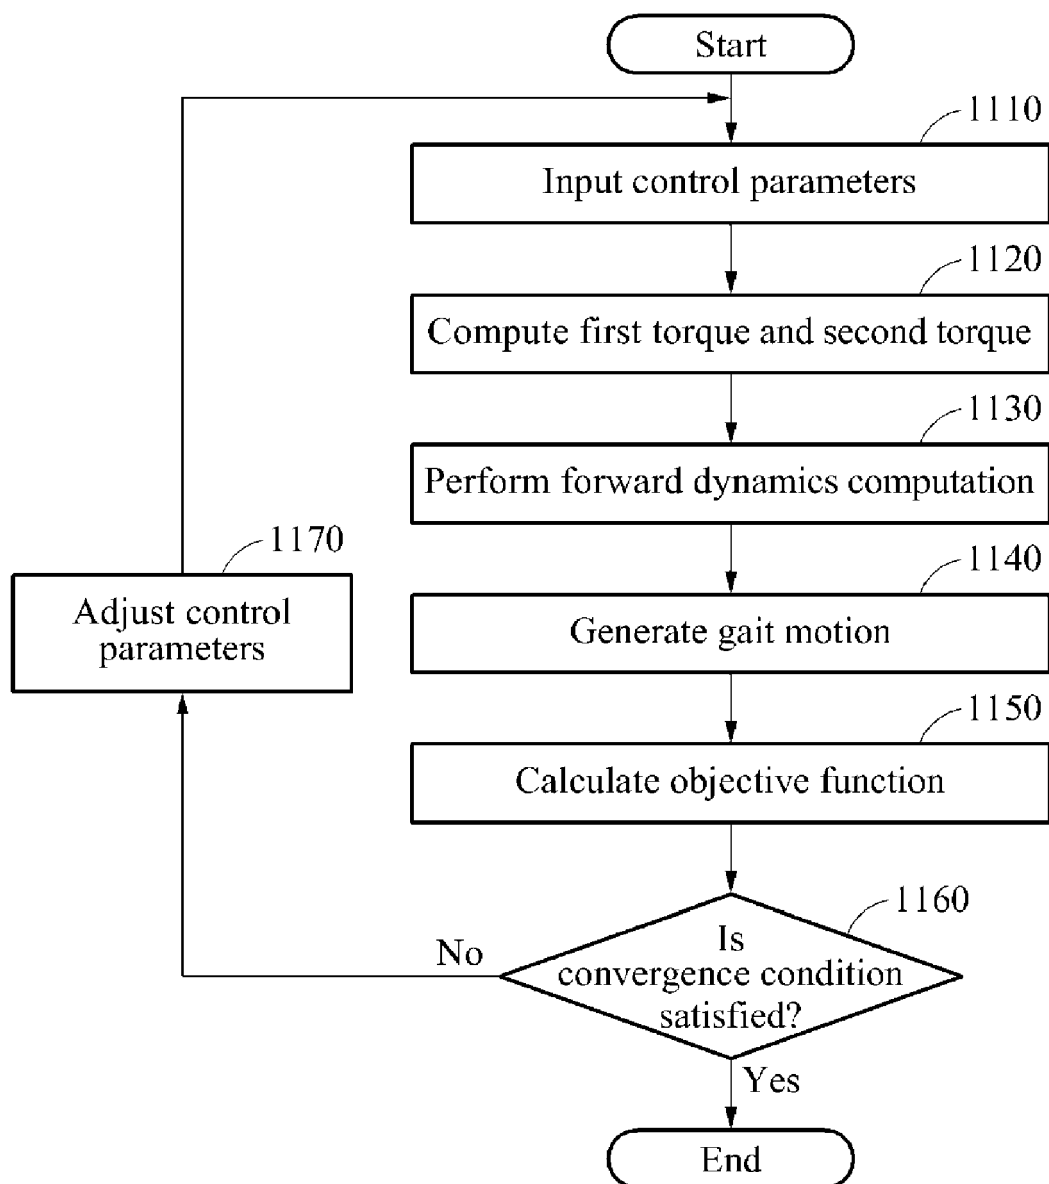 Start
1110
Input control parameters
1120
Compute first torque and second torque
1130
Perform forward dynamics computation
1170
Adjust control
parameters
1140
Generate gait motion
1150
Calculate objective function
1160
Is
convergence condition
satisfied?
No
Yes
End